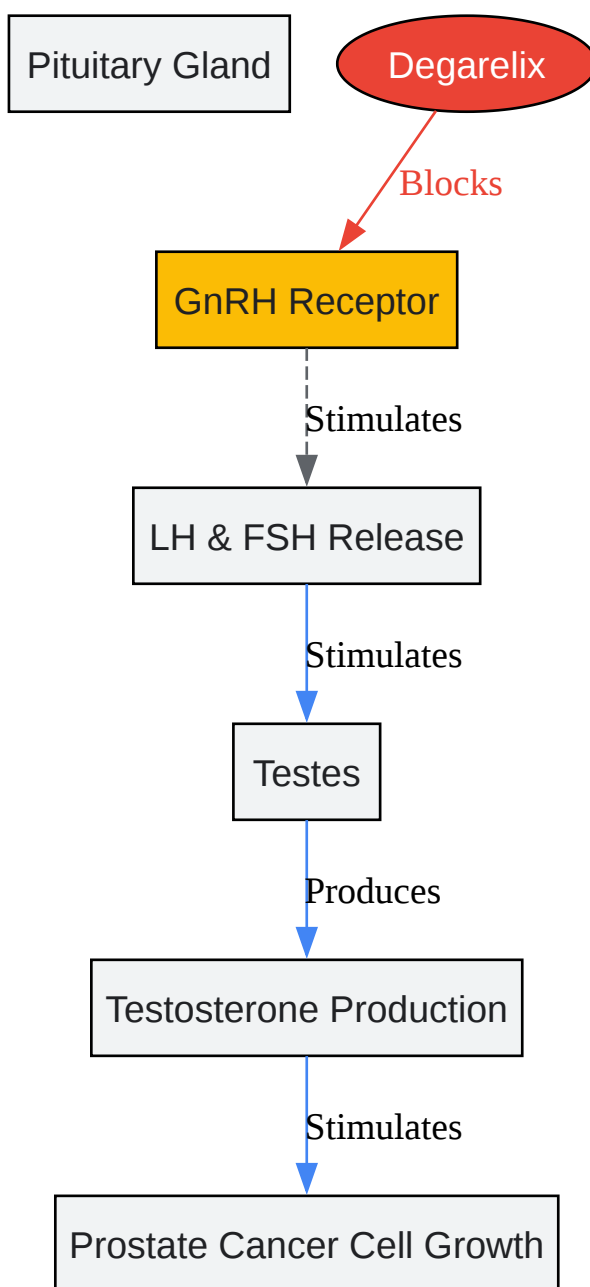 Pituitary Gland
Degarelix
Blocks
GnRH Receptor
Stimulates
LH & FSH Release
Stimulates
Testes
Produces
Testosterone Production
Stimulates
Prostate Cancer Cell Growth